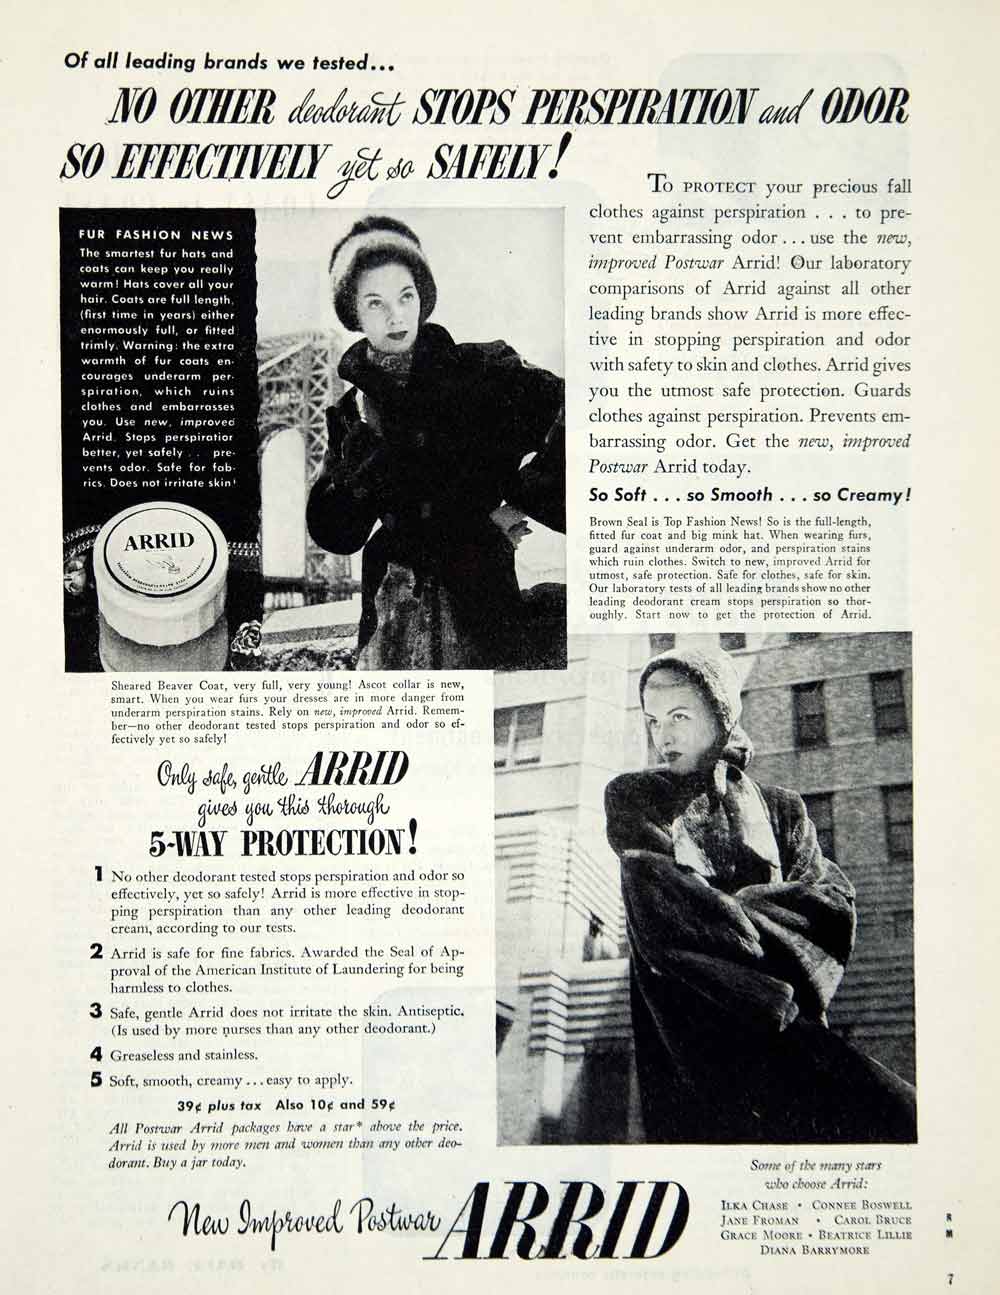 Of all leading brands we tested...
NO OTHER deodorant STOPS PERSPIRATION and ODOR
SO EFFECTIVELY yet so SAFELY!
FUR FASHION NEWS
The smartest fur hats and
coats can keep you really
warm! Hats cover all your
hair. Coats are full length,
(first time in years) either
enormously full, or fitted
trimly. Warning: the extra
warmth of fur coats en-
courages underarm per-
spiration, which ruins
clothes and embarrasses
you. Use new, improved
Arrid. Stops perspiration
better, yet safely . . pre-
vents odor. Safe for fab-
rics. Does not irritate skin!
ARRID
To PROTECT your precious fall
clothes against perspiration . . . to pre-
vent embarrassing odor . . . use the new,
improved Postwar Arrid! Our laboratory
comparisons of Arrid against all other
leading brands show Arrid is more effec-
tive in stopping perspiration and odor
with safety to skin and clothes. Arrid gives
you the utmost safe protection. Guards
clothes against perspiration. Prevents em-
barrassing odor. Get the new, improved
Postwar Arrid today.
So Soft . . . so Smooth . . . so Creamy!
Brown Seal is Top Fashion News! So is the full-length,
fitted fur coat and big mink hat. When wearing furs,
guard against underarm odor, and perspiration stains
which ruin clothes. Switch to new, improved Arrid for
utmost, safe protection. Safe for clothes, safe for skin.
Our laboratory tests of all leading brands show no other
leading deodorant cream stops perspiration so thor-
oughly. Start now to get the protection of Arrid.
Sheared Beaver Coat, very full, very young! Ascot collar is new,
smart. When you wear furs your dresses are in more danger from
underarm perspiration stains. Rely on new, improved Arrid. Remem-
ber—no other deodorant tested stops perspiration and odor so ef-
fectively yet so safely!
Only safe, gentle ARRID
gives you this thorough
5-WAY PROTECTION!
1 No other deodorant tested stops perspiration and odor so
effectively, yet so safely! Arrid is more effective in stop-
ping perspiration than any other leading deodorant
cream, according to our tests.
2 Arrid is safe for fine fabrics. Awarded the Seal of Ap-
proval of the American Institute of Laundering for being
harmless to clothes.
3 Safe, gentle Arrid does not irritate the skin. Antiseptic.
(Is used by more nurses than any other deodorant.)
4 Greaseless and stainless.
5 Soft, smooth, creamy . . . easy to apply.
39¢ plus tax Also 10¢ and 59¢
All Postwar Arrid packages have a star* above the price.
Arrid is used by more men and women than any other deo-
dorant. Buy a jar today.
New Improved Postwar ARRID
Some of the many stars
who choose Arrid:
ILKA CHASE • CONNEE BOSWELL
JANE FROMAN • CAROL BRUCE
GRACE MOORE • BEATRICE LILLIE
DIANA BARRYMORE
R
M
7